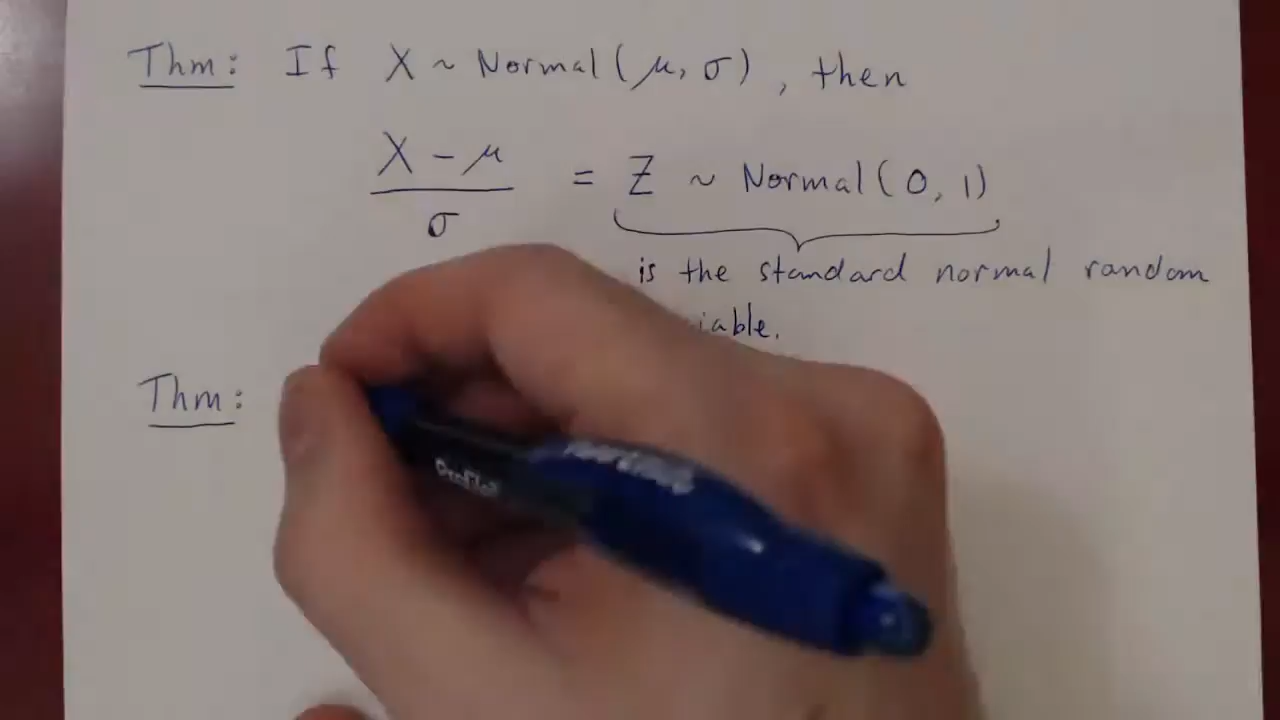 Thm: If X ~ Normal(μ, σ), then
X - μ
σ
= Z ~ Normal(0, 1)
is the standard normal random
iable.
Thm: